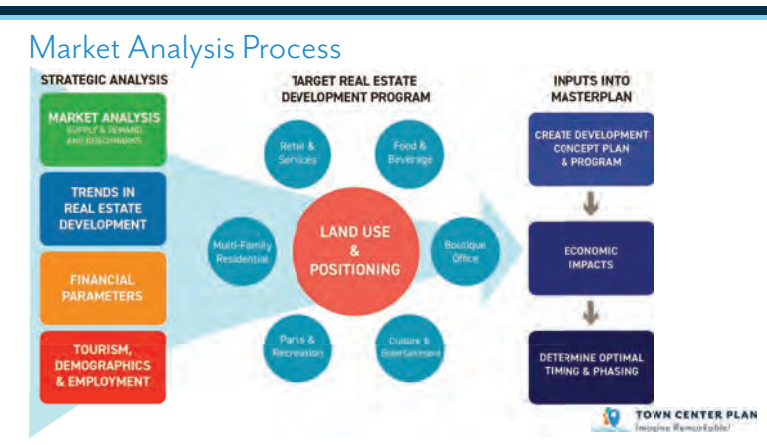 Market Analysis Process
STRATEGIC ANALYSIS
MARKET ANALYSIS
SUPPLY & DEMAND
AND BENCHMARKS
TRENDS IN
REAL ESTATE
DEVELOPMENT
FINANCIAL
PARAMETERS
TOURISM,
DEMOGRAPHICS
& EMPLOYMENT
TARGET REAL ESTATE
DEVELOPMENT PROGRAM
Retail &
Services
Food &
Beverage
Multi-Family
Residential
LAND USE
&
POSITIONING
Boutique
Office
Parks &
Recreation
Culture &
Entertainment
INPUTS INTO
MASTERPLAN
CREATE DEVELOPMENT
CONCEPT PLAN
& PROGRAM
ECONOMIC
IMPACTS
DETERMINE OPTIMAL
TIMING & PHASING
TOWN CENTER PLAN
Imagine Remarkable!